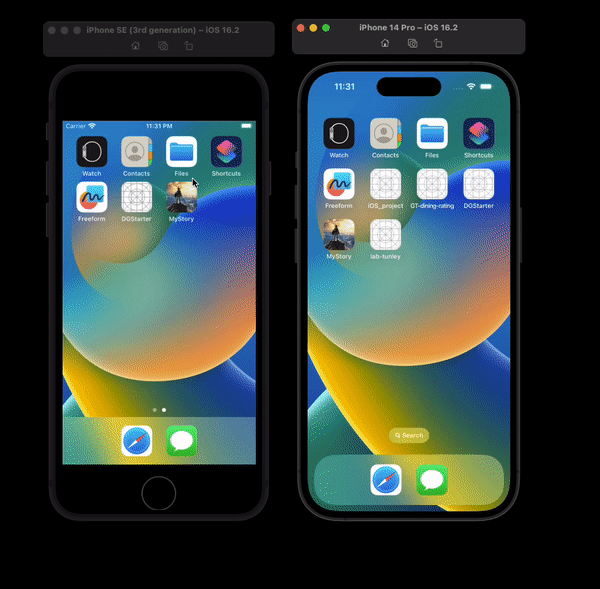 iPhone SE (3rd generation) – iOS 16.2
Carrier
11:31 PM
Watch
Contacts
Files
Shortcuts
Freeform
DGStarter
MyStory
iPhone 14 Pro – iOS 16.2
11:31
Watch
Contacts
Files
Shortcuts
Freeform
iOS_project
GT-dining-rating
DGStarter
MyStory
lab-tunley
Search